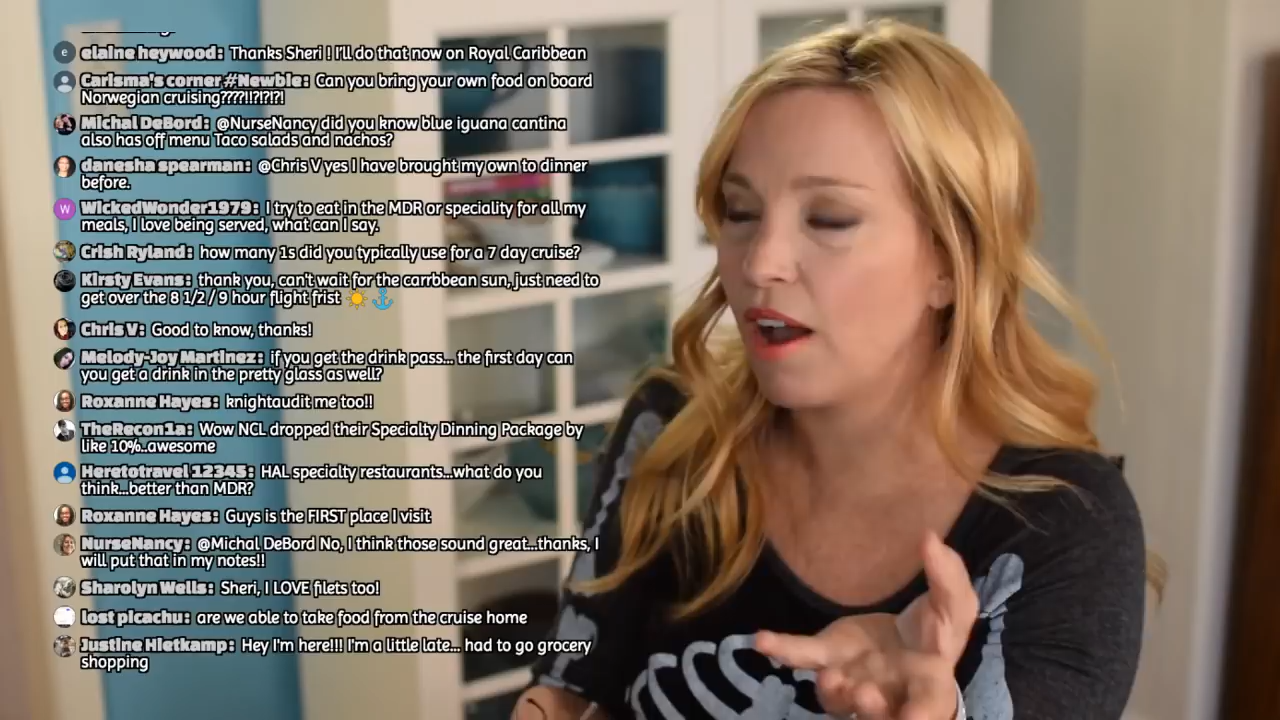 elaine heywood: Thanks Sheri ! I'll do that now on Royal Caribbean
Carisma's corner #Newbie: Can you bring your own food on board
Norwegian cruising????!!?!?!?!
Michal DeBord: @NurseNancy did you know blue iguana cantina
also has off menu Taco salads and nachos?
danesha spearman: @Chris V yes I have brought my own to dinner
before.
W WickedWonder1979: I try to eat in the MDR or speciality for all my
meals, I love being served, what can I say.
Crish Ryland: how many 1s did you typically use for a 7 day cruise?
Kirsty Evans: thank you, can't wait for the carrbbean sun, just need to
get over the 8 1/2 / 9 hour flight frist ☀️ ⚓
Chris V: Good to know, thanks!
Melody-Joy Martinez: if you get the drink pass... the first day can
you get a drink in the pretty glass as well?
Roxanne Hayes: knightaudit me too!!
TheRecon1a: Wow NCL dropped their Specialty Dinning Package by
like 10%..awesome
Heretotravel 12345: HAL specialty restaurants...what do you
think...better than MDR?
Roxanne Hayes: Guys is the FIRST place I visit
NurseNancy: @Michal DeBord No, I think those sound great...thanks, I
will put that in my notes!!
Sharolyn Wells: Sheri, I LOVE filets too!
lost picachu: are we able to take food from the cruise home
Justine Hietkamp: Hey I'm here!!! I'm a little late... had to go grocery
shopping